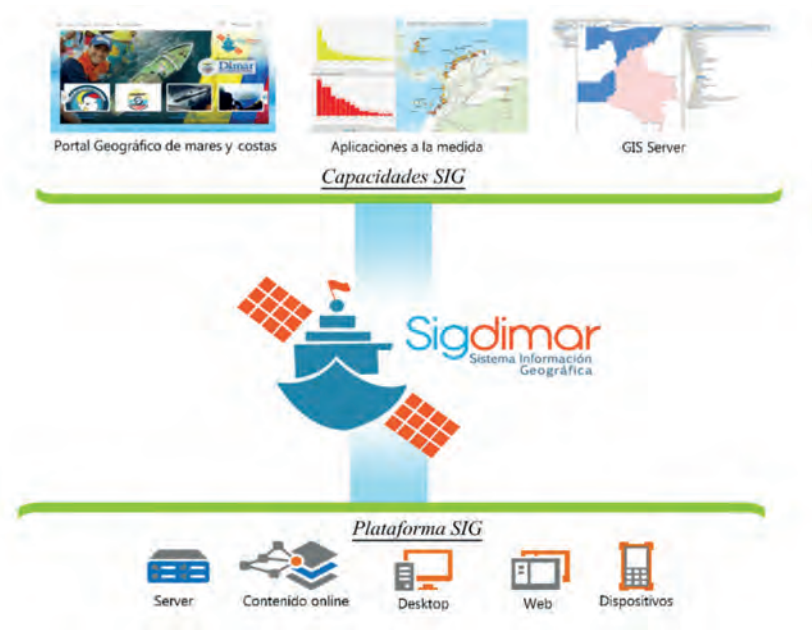 Dimar
Portal Geográfico de mares y costas
Aplicaciones a la medida
GIS Server
Capacidades SIG
Sigdimar
Sistema Información
Geográfica
Plataforma SIG
Server
Contenido online
Desktop
Web
Dispositivos